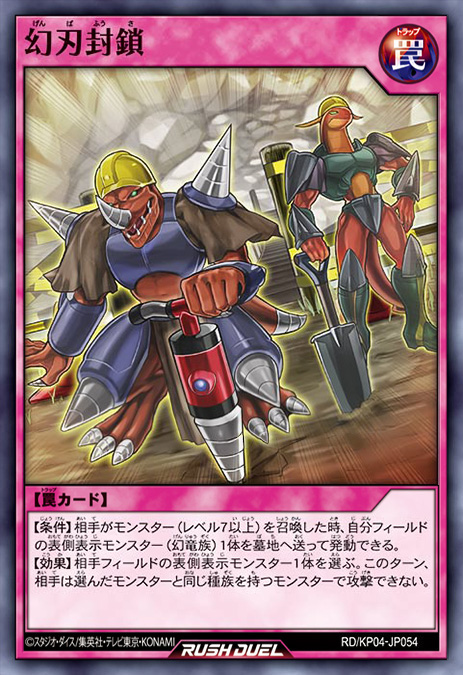 げんばふうさ
幻刃封鎖
トラップ
罠
トラップ
【罠カード】
【条件】相手がモンスター（レベル7以上）を召喚した時、自分フィールド
の表側表示モンスター（幻竜族）1体を墓地へ送って発動できる。
【効果】相手フィールドの表側表示モンスター1体を選ぶ。このターン、
相手は選んだモンスターと同じ種族を持つモンスターで攻撃できない。
©スタジオ・ダイス/集英社・テレビ東京・KONAMI
RUSH DUEL
RD/KP04-JP054